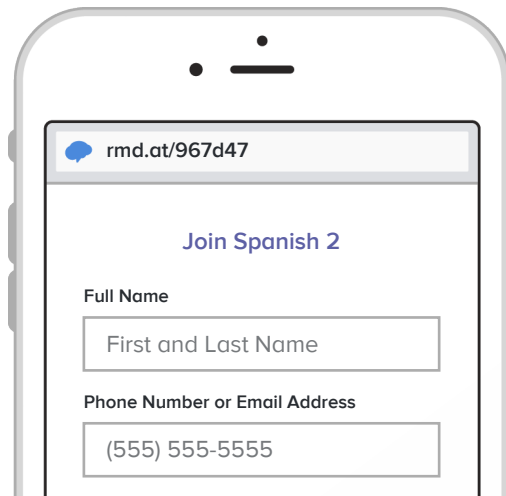 rmd.at/967d47
Join Spanish 2
Full Name
First and Last Name
Phone Number or Email Address
(555) 555-5555